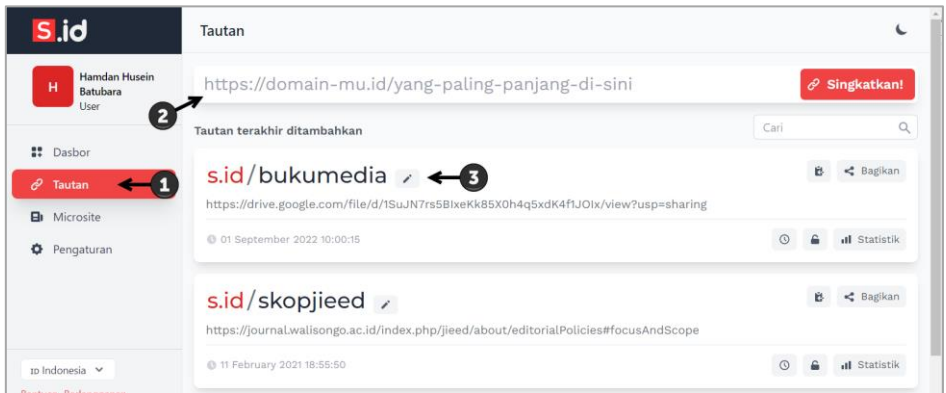 S.id
Tautan
H
Hamdan Husein
Batubara
User
https://domain-mu.id/yang-paling-panjang-di-sini
Singkatkan!
2
Tautan terakhir ditambahkan
Cari
Dasbor
Tautan
1
Microsite
Pengaturan
s.id/bukumedia
3
Bagikan
https://drive.google.com/file/d/1SuJN7rs5BIxeKk85X0h4q5xdK4f1JOIx/view?usp=sharing
01 September 2022 10:00:15
Statistik
s.id/skopjieed
Bagikan
https://journal.walisongo.ac.id/index.php/jieed/about/editorialPolicies#focusAndScope
11 February 2021 18:55:50
Statistik
ID Indonesia